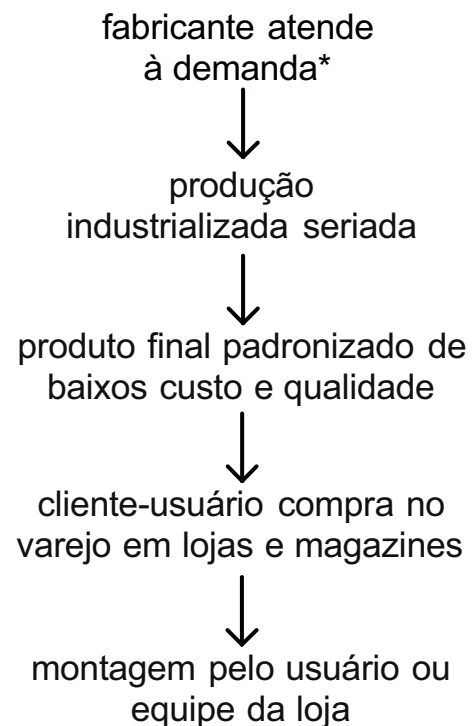 fabricante atende
à demanda*
produção
industrializada seriada
produto final padronizado de
baixos custo e qualidade
cliente-usuário compra no
varejo em lojas e magazines
montagem pelo usuário ou
equipe da loja